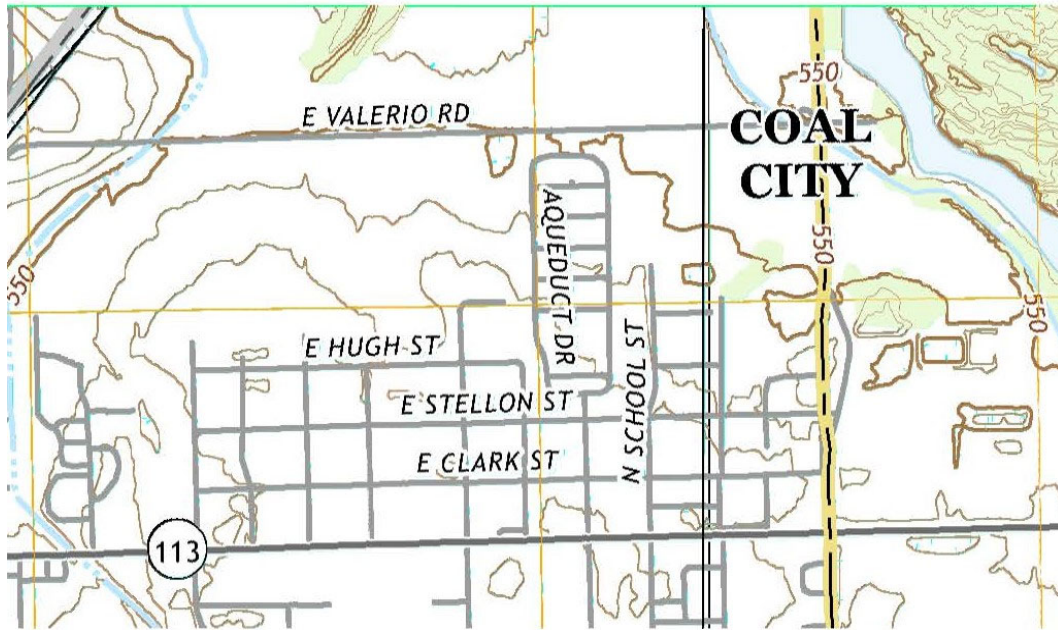 550
E VALERIO RD
COAL
CITY
AQUEDUCT DR
550
550
550
E HUGH ST
N SCHOOL ST
E STELLON ST
E CLARK ST
113